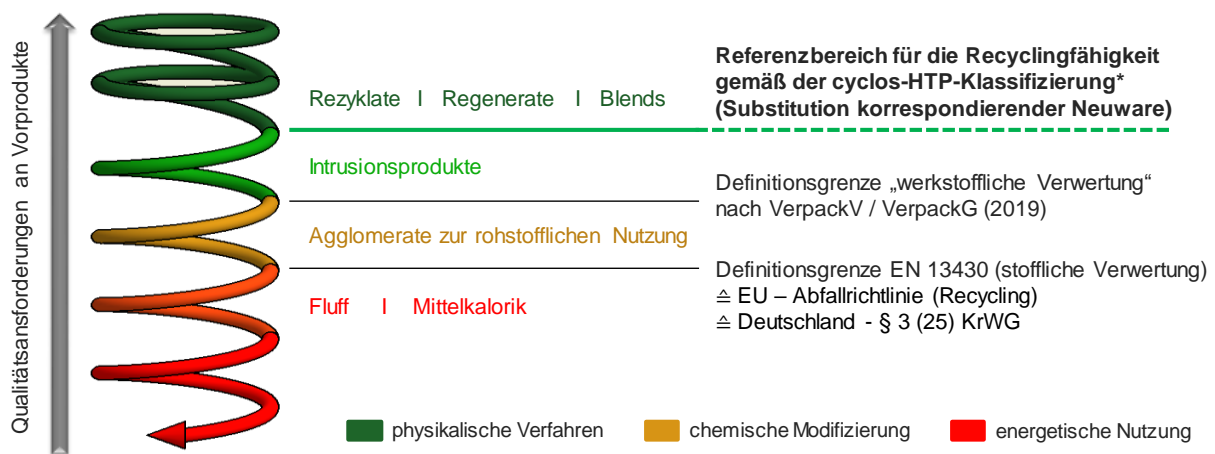 Qualitätsanforderungen an Vorprodukte
Rezyklate I Regenerate I Blends
Referenzbereich für die Recyclingfähigkeit
gemäß der cyclos-HTP-Klassifizierung*
(Substitution korrespondierender Neuware)
Intrusionsprodukte
Definitionsgrenze „werkstoffliche Verwertung“
nach VerpackV / VerpackG (2019)
Agglomerate zur rohstofflichen Nutzung
Definitionsgrenze EN 13430 (stoffliche Verwertung)
≙ EU – Abfallrichtlinie (Recycling)
≙ Deutschland - § 3 (25) KrWG
Fluff I Mittelkalorik
physikalische Verfahren
chemische Modifizierung
energetische Nutzung